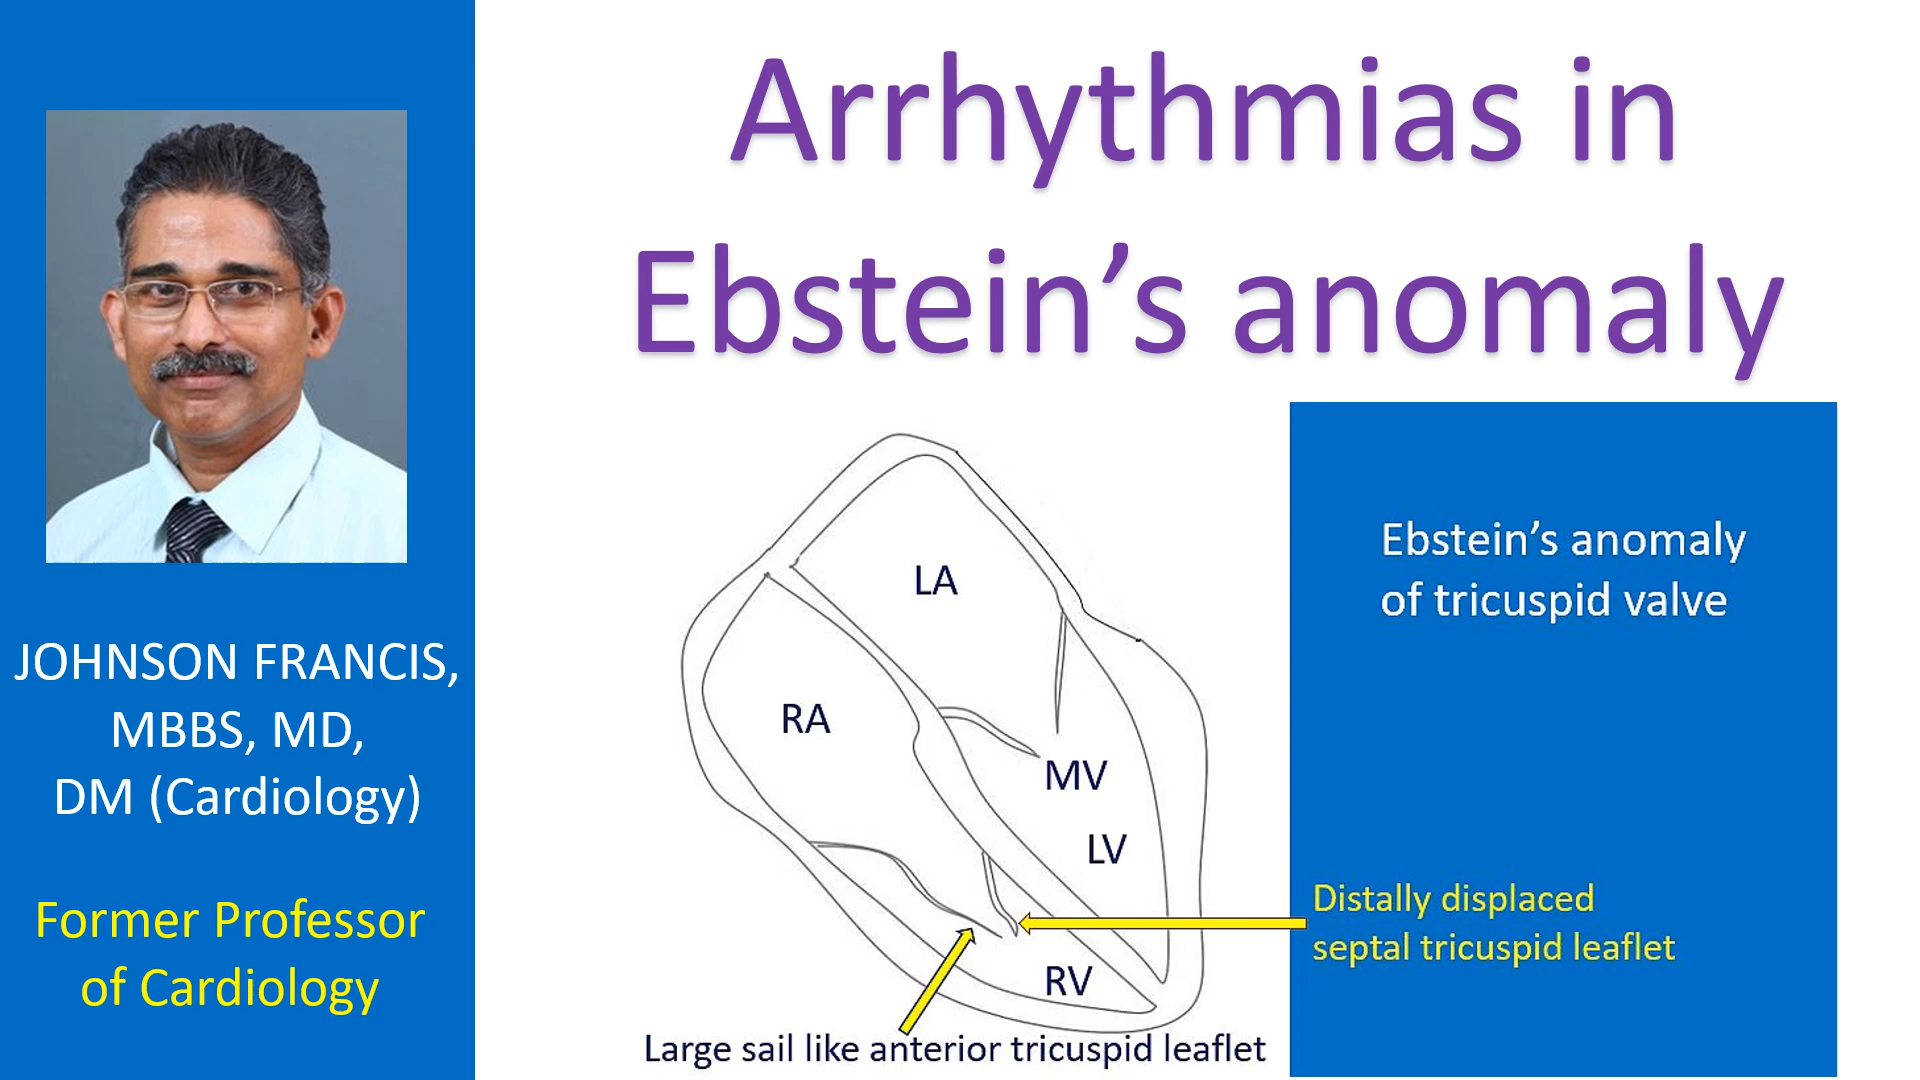 Arrhythmias in
Ebstein’s anomaly
JOHNSON FRANCIS,
MBBS, MD,
DM (Cardiology)
Former Professor
of Cardiology
LA
RA
MV
LV
RV
Large sail like anterior tricuspid leaflet
Ebstein’s anomaly
of tricuspid valve
Distally displaced
septal tricuspid leaflet